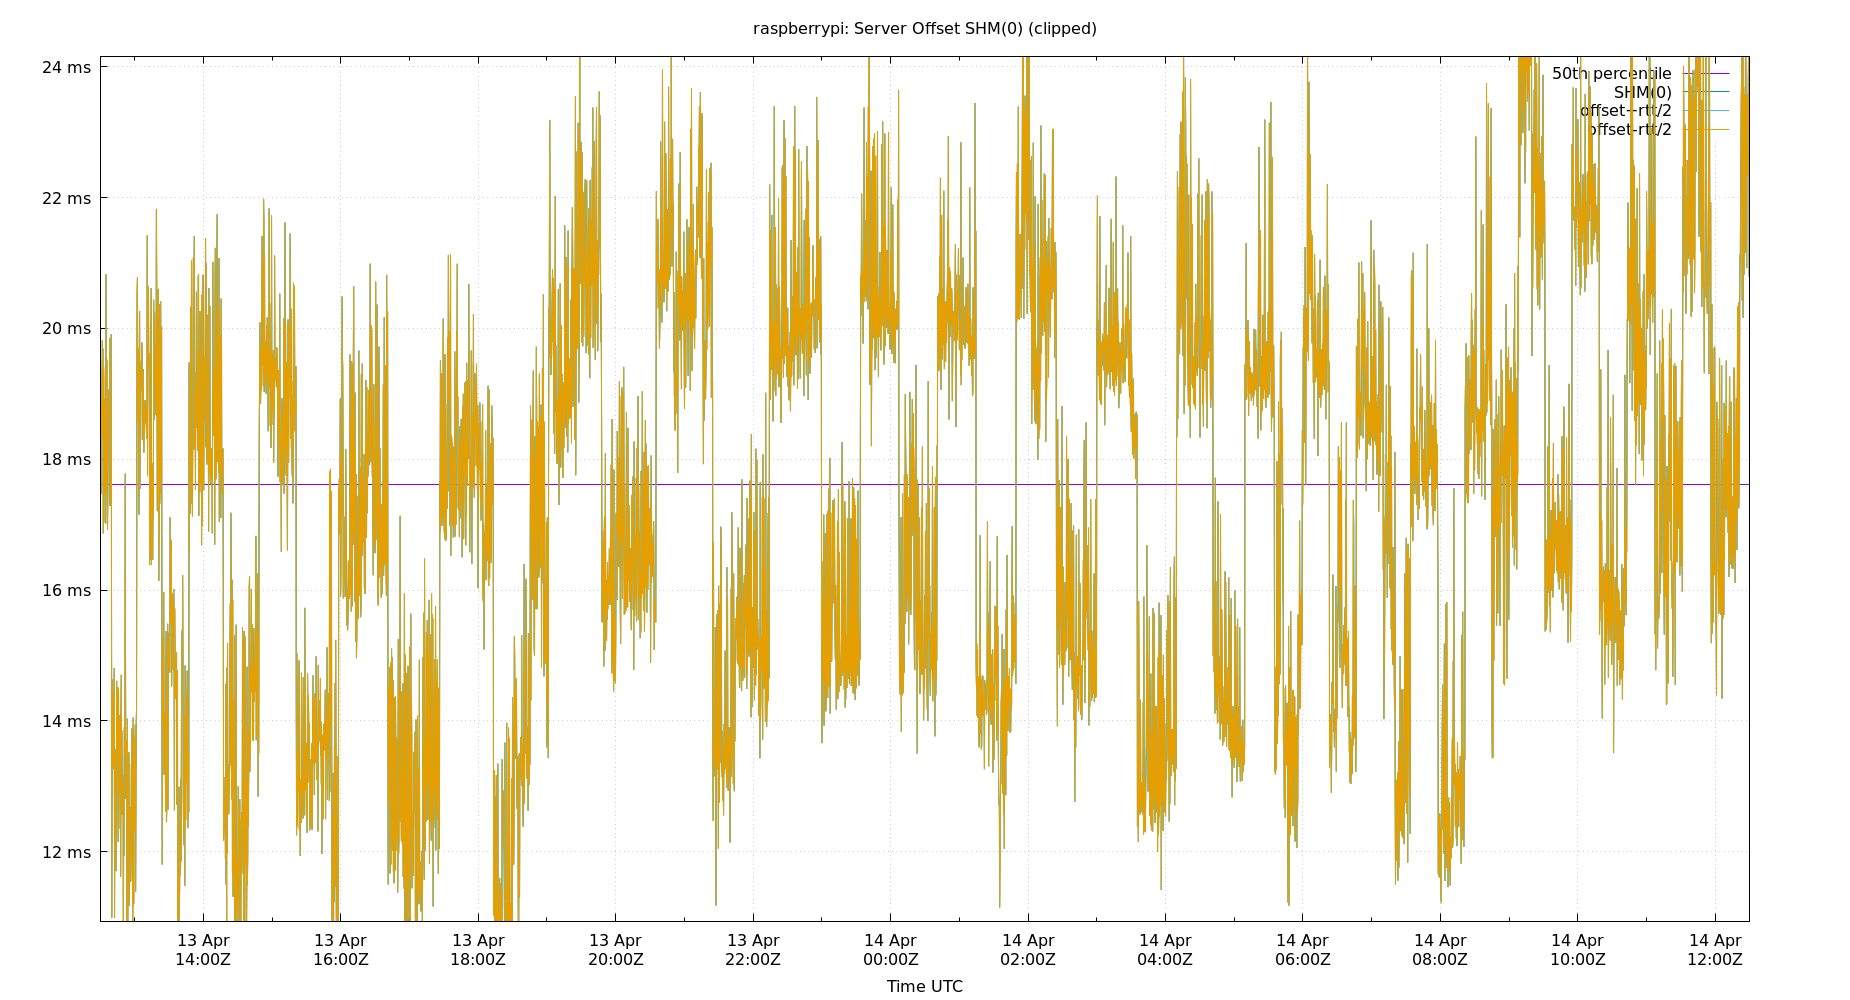 raspberrypi: Server Offset SHM(0) (clipped)
24 ms
22 ms
20 ms
18 ms
16 ms
14 ms
12 ms
50th percentile
SHM(0)
offset+rtt/2
offset-rtt/2
13 Apr 13 Apr 13 Apr 13 Apr 13 Apr 14 Apr 14 Apr 14 Apr 14 Apr 14 Apr 14 Apr 14 Apr
14:00Z 16:00Z 18:00Z 20:00Z 22:00Z 00:00Z 02:00Z 04:00Z 06:00Z 08:00Z 10:00Z 12:00Z
Time UTC